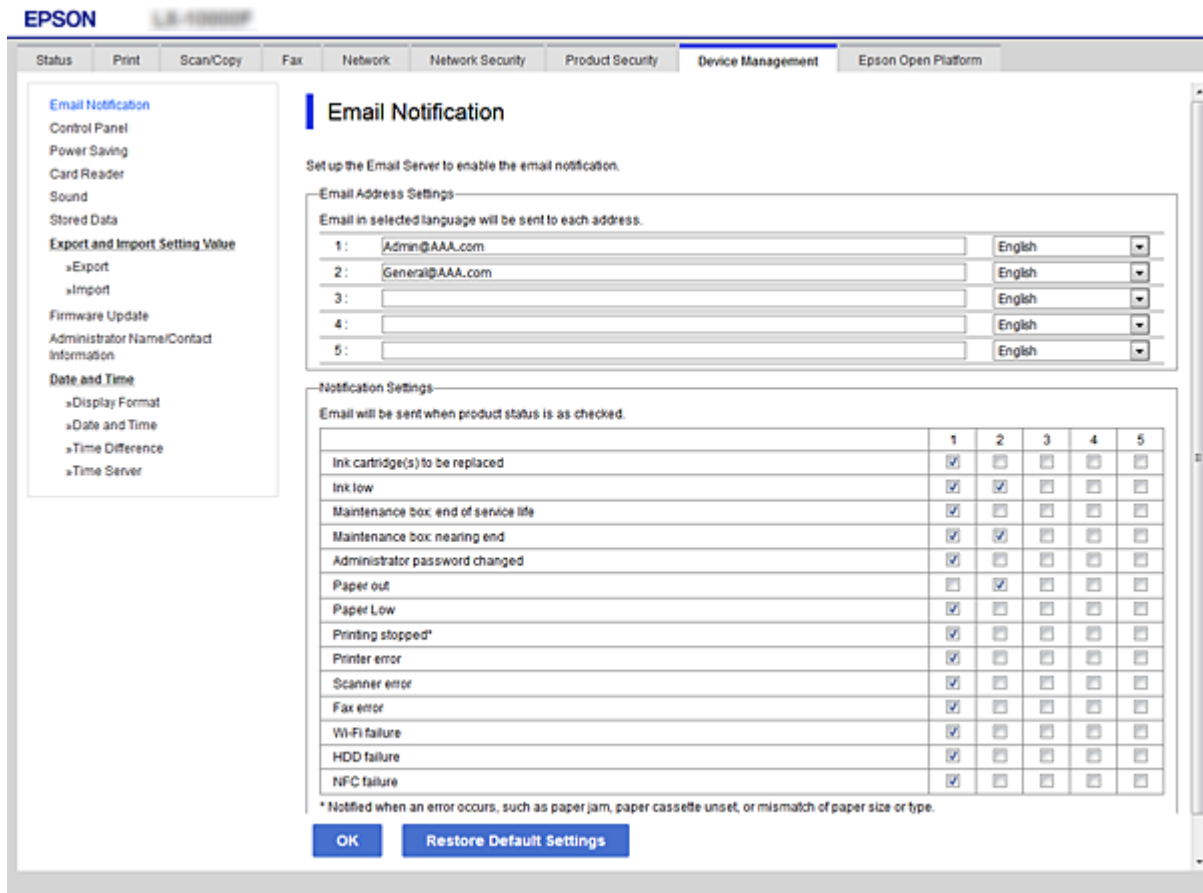 EPSON
Status Print Scan/Copy Fax Network Network Security Product Security Device Management Epson Open Platform
Email Notification
Control Panel
Power Saving
Card Reader
Sound
Stored Data
Export and Import Setting Value
»Export
»Import
Firmware Update
Administrator Name/Contact
Information
Date and Time
»Display Format
»Date and Time
»Time Difference
»Time Server
Email Notification
Set up the Email Server to enable the email notification.
Email Address Settings
Email in selected language will be sent to each address.
1 : Admin@AAA.com English
2 : General@AAA.com English
3 : English
4 : English
5 : English
Notification Settings
Email will be sent when product status is as checked.
1 2 3 4 5
Ink cartridge(s) to be replaced
Ink low
Maintenance box: end of service life
Maintenance box: nearing end
Administrator password changed
Paper out
Paper Low
Printing stopped*
Printer error
Scanner error
Fax error
Wi-Fi failure
HDD failure
NFC failure
* Notified when an error occurs, such as paper jam, paper cassette unset, or mismatch of paper size or type.
OK Restore Default Settings